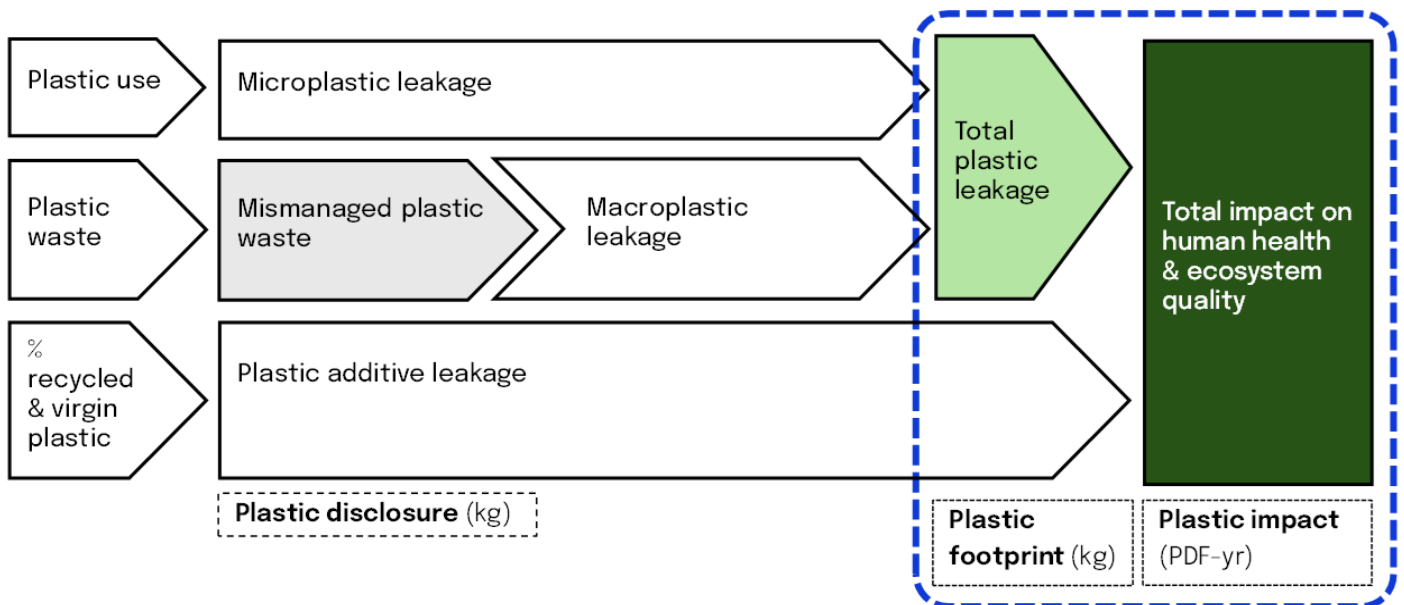 Plastic use
Microplastic leakage
Total
plastic
leakage
Plastic
waste
Mismanaged plastic
waste
Macroplastic
leakage
Total impact on
human health
& ecosystem
quality
%
recycled
& virgin
plastic
Plastic additive leakage
Plastic disclosure (kg)
Plastic
footprint (kg)
Plastic impact
(PDF-yr)